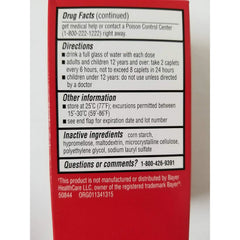 Drug Facts (continued)
get medical help or contact a Poison Control Center
(1-800-222-1222) right away
Directions
■ drink a full glass of water with each dose
■ adults and children 12 years and over: take 2 caplets
every 6 hours, not to exceed 8 caplets in 24 hours
■ children under 12 years: do not use unless directed
by a doctor
Other information
■ store at 25°C (77°F); excursions permitted between
15°-30°C (59°-86°F)
■ see end flap for expiration date and lot number
Inactive ingredients corn starch,
hypromellose, maltodextrin, microcrystalline cellulose,
polyethylene glycol, sodium lauryl sulfate
Questions or comments? 1-800-426-9391
*This product is not manufactured or distributed by Bayer
HealthCare LLC, owner of the registered trademark Bayer®.
50844 ORG011341315